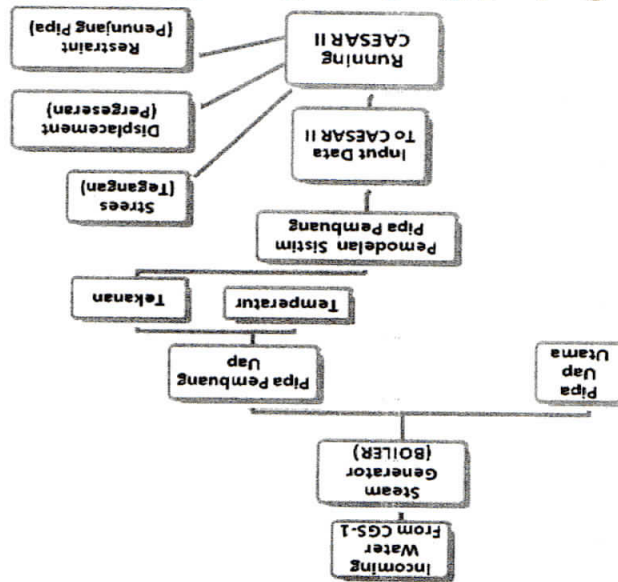 Incoming
Water
From CGS-1
Steam
Generator
(BOILER)
Pipa
Uap
Utama
Pipa Pembuang
Uap
Temperatur
Tekanan
Pemodelan Sistim
Pipa Pembuang
Input Data
To CAESAR II
Running
CAESAR II
Strees
(Tegangan)
Displacement
(Pergeseran)
Restraint
(Penunjang Pipa)